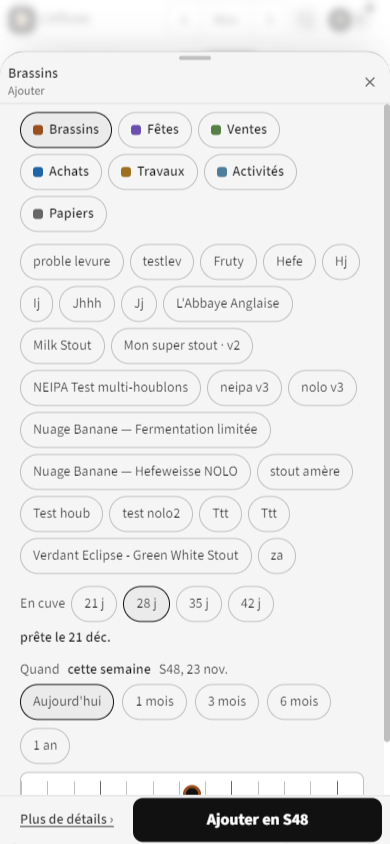 Brassins
Ajouter
Brassins Fêtes Ventes
Achats Travaux Activités
Papiers
proble levure testlev Fruty Hefe Hj
Ij Jhhh Jj L'Abbaye Anglaise
Milk Stout Mon super stout · v2
NEIPA Test multi-houblons neipa v3 nolo v3
Nuage Banane — Fermentation limitée
Nuage Banane — Hefeweisse NOLO stout amère
Test houb test nolo2 Ttt Ttt
Verdant Eclipse - Green White Stout za
En cuve 21 j 28 j 35 j 42 j
prête le 21 déc.
Quand cette semaine S48, 23 nov.
Aujourd'hui 1 mois 3 mois 6 mois
1 an
Plus de détails › Ajouter en S48